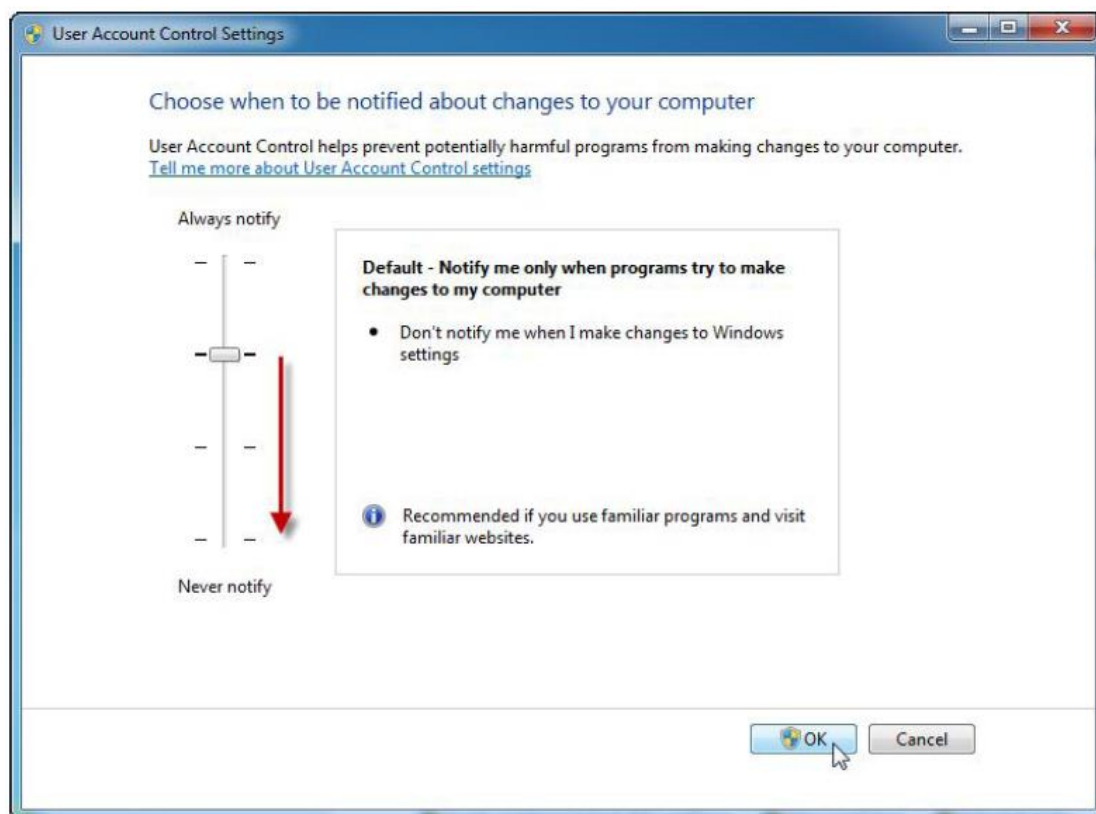 User Account Control Settings
Choose when to be notified about changes to your computer
User Account Control helps prevent potentially harmful programs from making changes to your computer.
Tell me more about User Account Control settings
Always notify
Default - Notify me only when programs try to make
changes to my computer
• Don't notify me when I make changes to Windows
settings
Recommended if you use familiar programs and visit
familiar websites.
Never notify
OK
Cancel